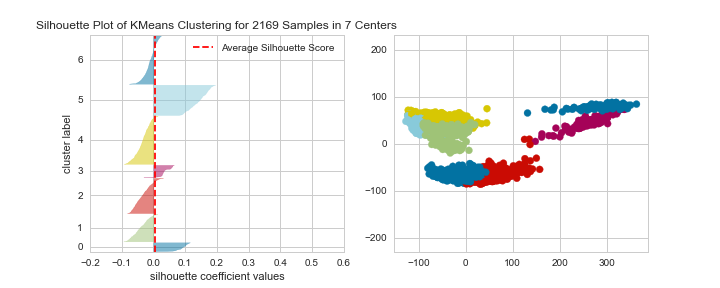 Silhouette Plot of KMeans Clustering for 2169 Samples in 7 Centers
Average Silhouette Score
cluster label
6
5
4
3
2
1
0
−0.2 −0.1 0.0 0.1 0.2 0.3 0.4 0.5 0.6
silhouette coefficient values
200
100
0
−100
−200
−100 0 100 200 300